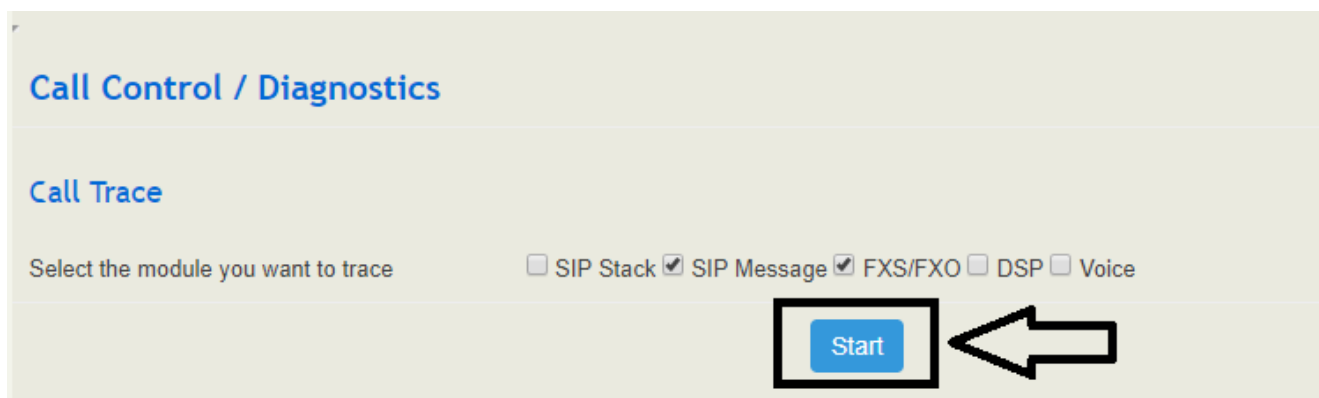 Call Control / Diagnostics
Call Trace
Select the module you want to trace SIP Stack SIP Message FXS/FXO DSP Voice
Start